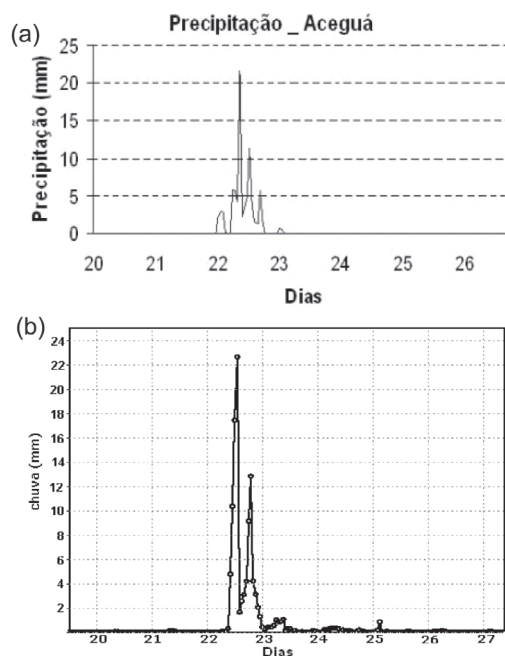 (a)
Precipitação _ Aceguá
Precipitação (mm)
25
20
15
10
5
0
20 21 22 23 24 25 26
Dias
(b)
chuva (mm)
24
22
20
18
16
14
12
10
8
6
4
2
20 21 22 23 24 25 26 27
Dias